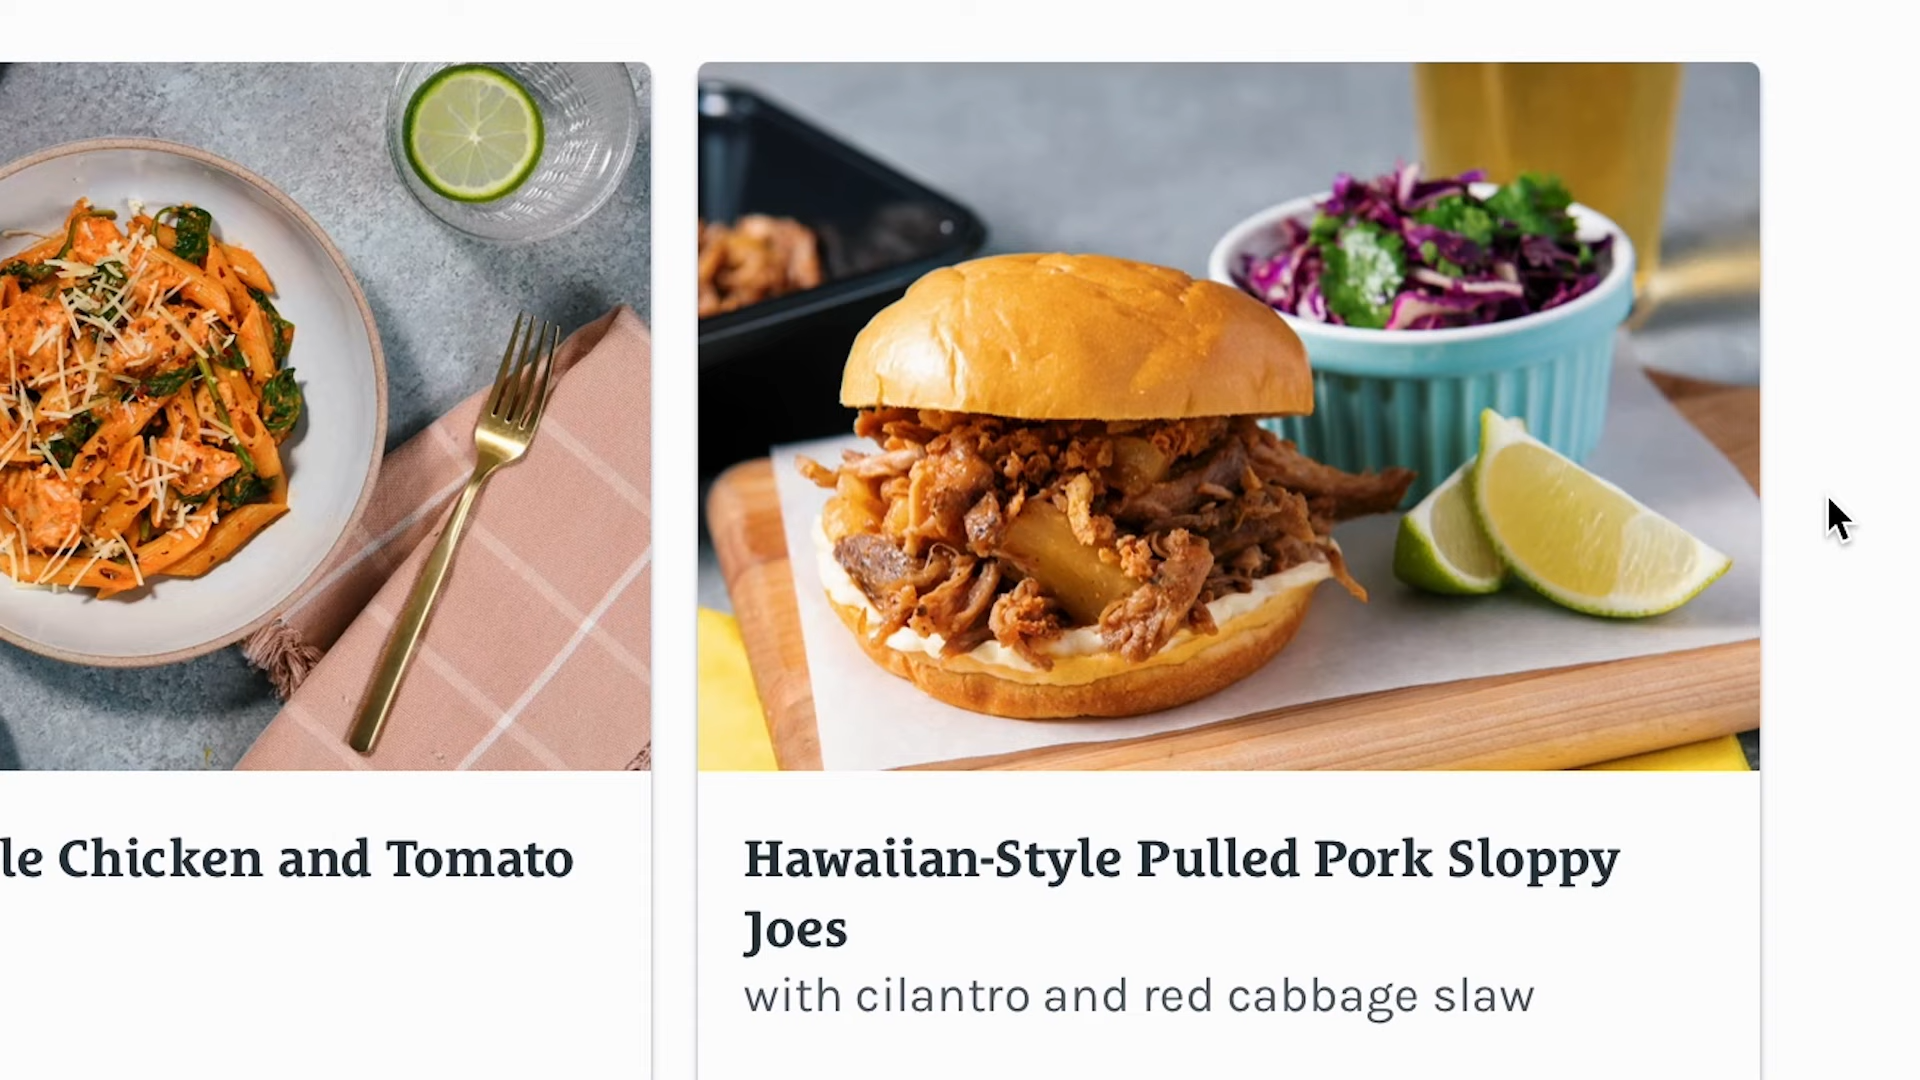 le Chicken and Tomato
Hawaiian-Style Pulled Pork Sloppy
Joes
with cilantro and red cabbage slaw